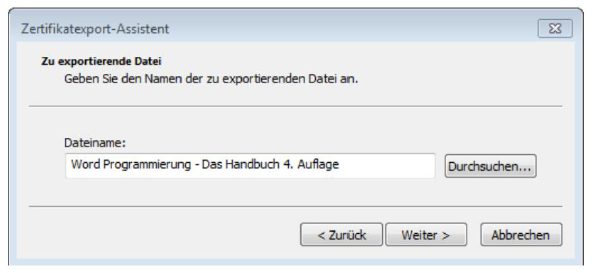 Zertifikatexport-Assistent
Zu exportierende Datei
Geben Sie den Namen der zu exportierenden Datei an.
Dateiname:
Word Programmierung - Das Handbuch 4. Auflage
Durchsuchen...
< Zurück
Weiter >
Abbrechen